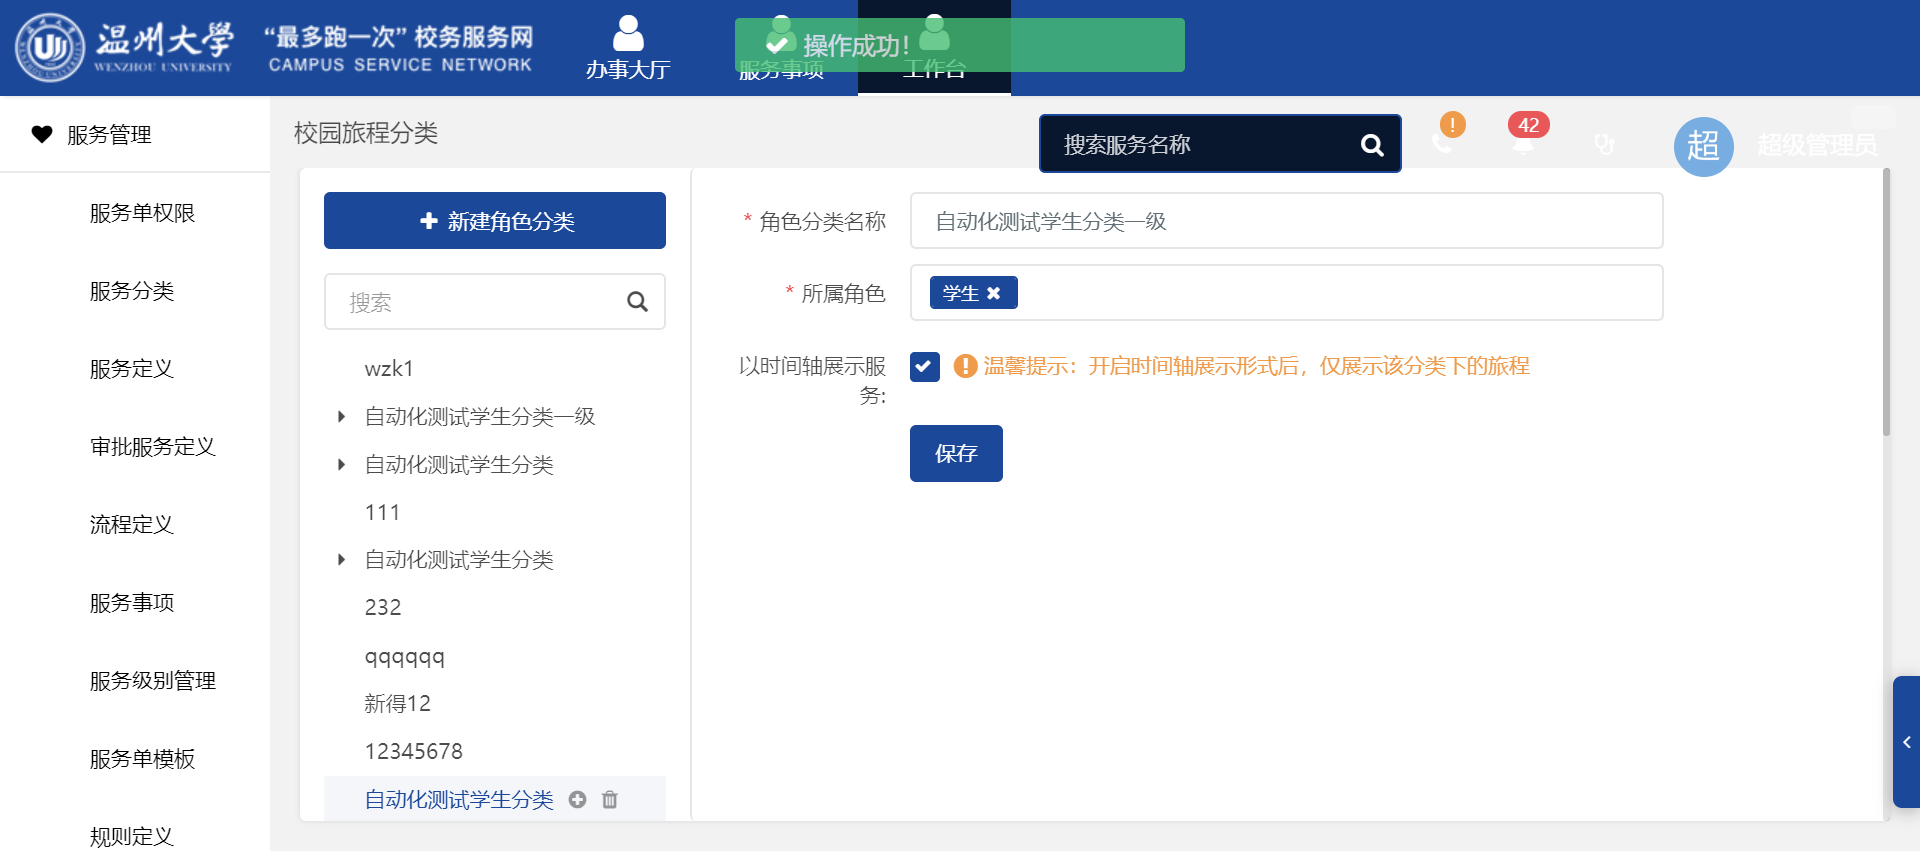 温州大学
WENZHOU UNIVERSITY
“最多跑一次” 校务服务网
CAMPUS SERVICE NETWORK
办事大厅
服务事项
工作台
操作成功！
服务管理
服务单权限
服务分类
服务定义
审批服务定义
流程定义
服务事项
服务级别管理
服务单模板
规则定义
校园旅程分类
搜索服务名称
!
42
超
超级管理员
新建角色分类
搜索
wzk1
自动化测试学生分类一级
自动化测试学生分类
111
自动化测试学生分类
232
qqqqqq
新得12
12345678
自动化测试学生分类
* 角色分类名称
自动化测试学生分类一级
* 所属角色
学生
以时间轴展示服
务:
温馨提示：开启时间轴展示形式后，仅展示该分类下的旅程
保存